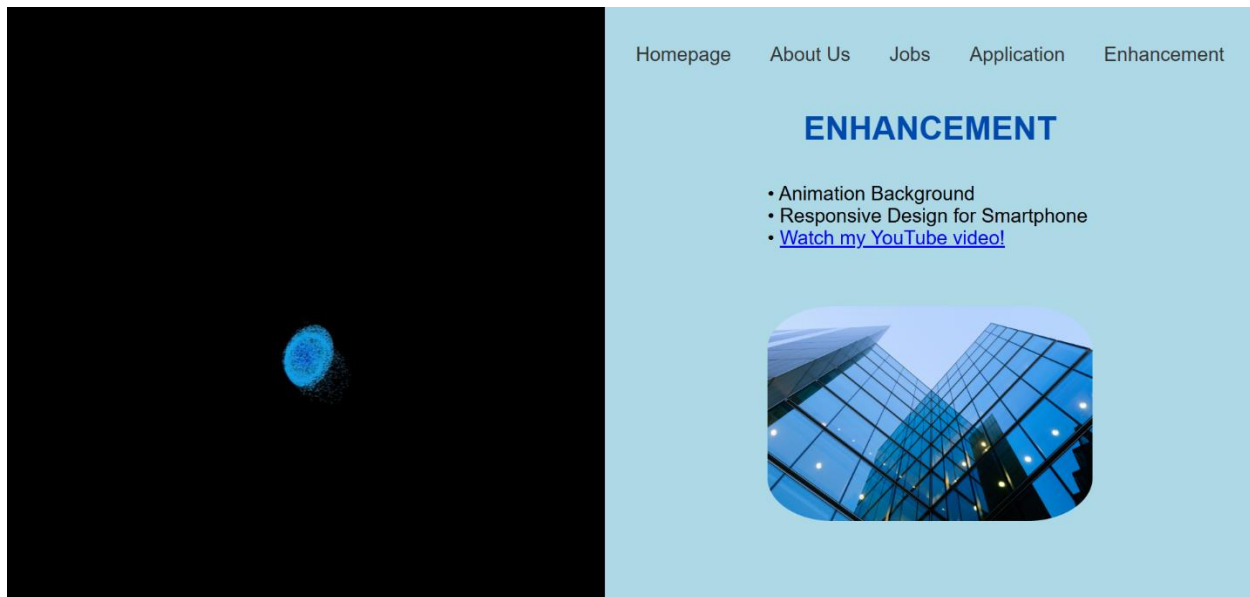 Homepage About Us Jobs Application Enhancement
ENHANCEMENT
• Animation Background
• Responsive Design for Smartphone
• Watch my YouTube video!